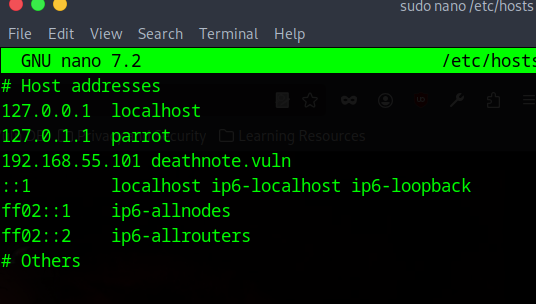 sudo nano /etc/hosts
File Edit View Search Terminal Help
GNU nano 7.2 /etc/hosts
# Host addresses
127.0.0.1 localhost
127.0.1.1 parrot
Security Learning Resources
192.168.55.101 deathnote.vuln
::1 localhost ip6-localhost ip6-loopback
ff02::1 ip6-allnodes
ff02::2 ip6-allrouters
# Others